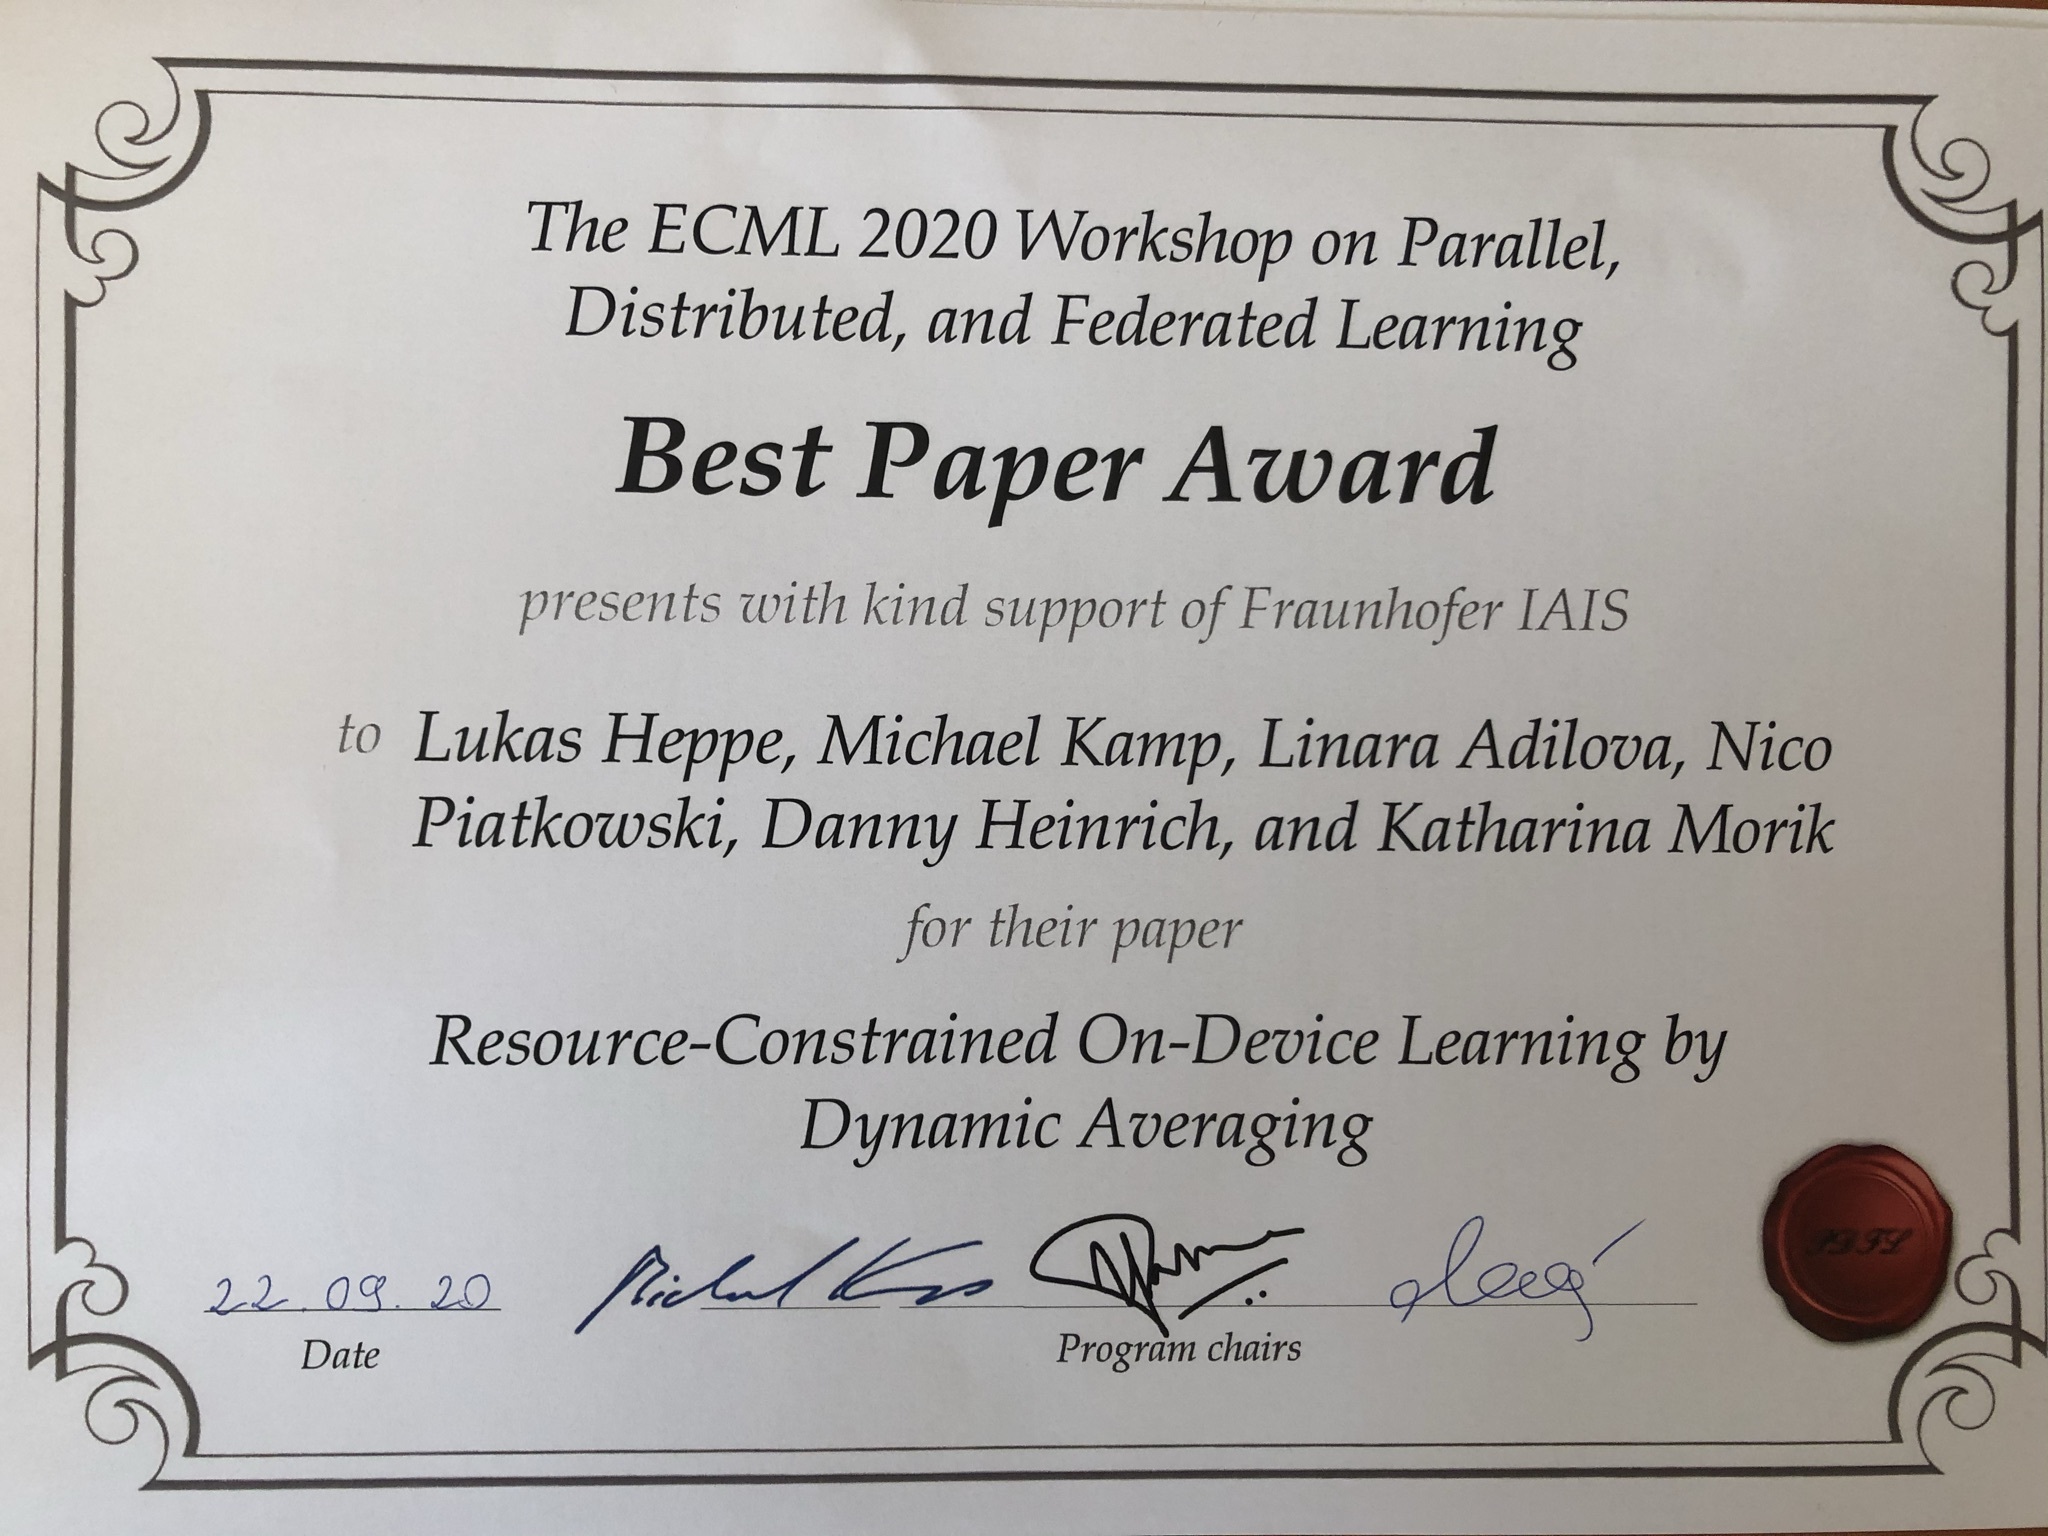 The ECML 2020 Workshop on Parallel,
Distributed, and Federated Learning
Best Paper Award
presents with kind support of Fraunhofer IAIS
to Lukas Heppe, Michael Kamp, Linara Adilova, Nico
Piatkowski, Danny Heinrich, and Katharina Morik
for their paper
Resource-Constrained On-Device Learning by
Dynamic Averaging
22.09.20
Date
Program chairs